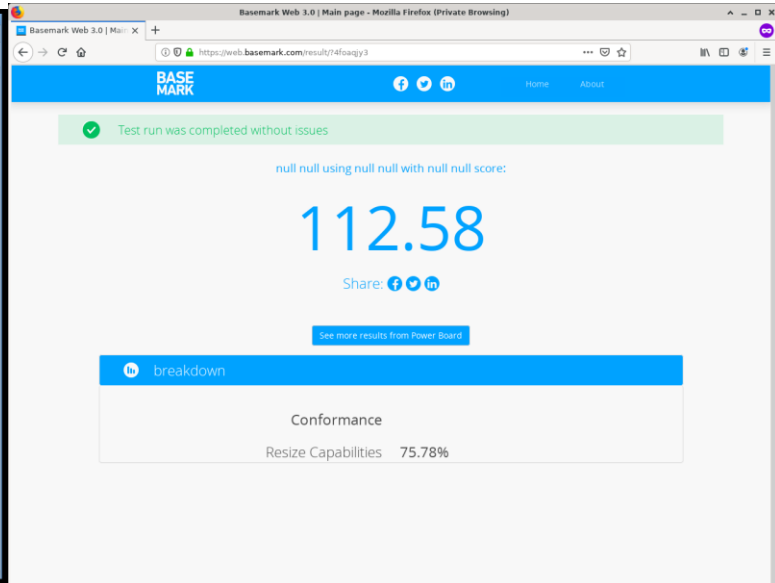 Basemark Web 3.0 | Main page - Mozilla Firefox (Private Browsing)
Basemark Web 3.0 | Main
https://web.basemark.com/result/?4foaqjy3
BASE
MARK
Home About
Test run was completed without issues
null null using null null with null null score:
112.58
Share:
See more results from Power Board
breakdown
Conformance
Resize Capabilities 75.78%